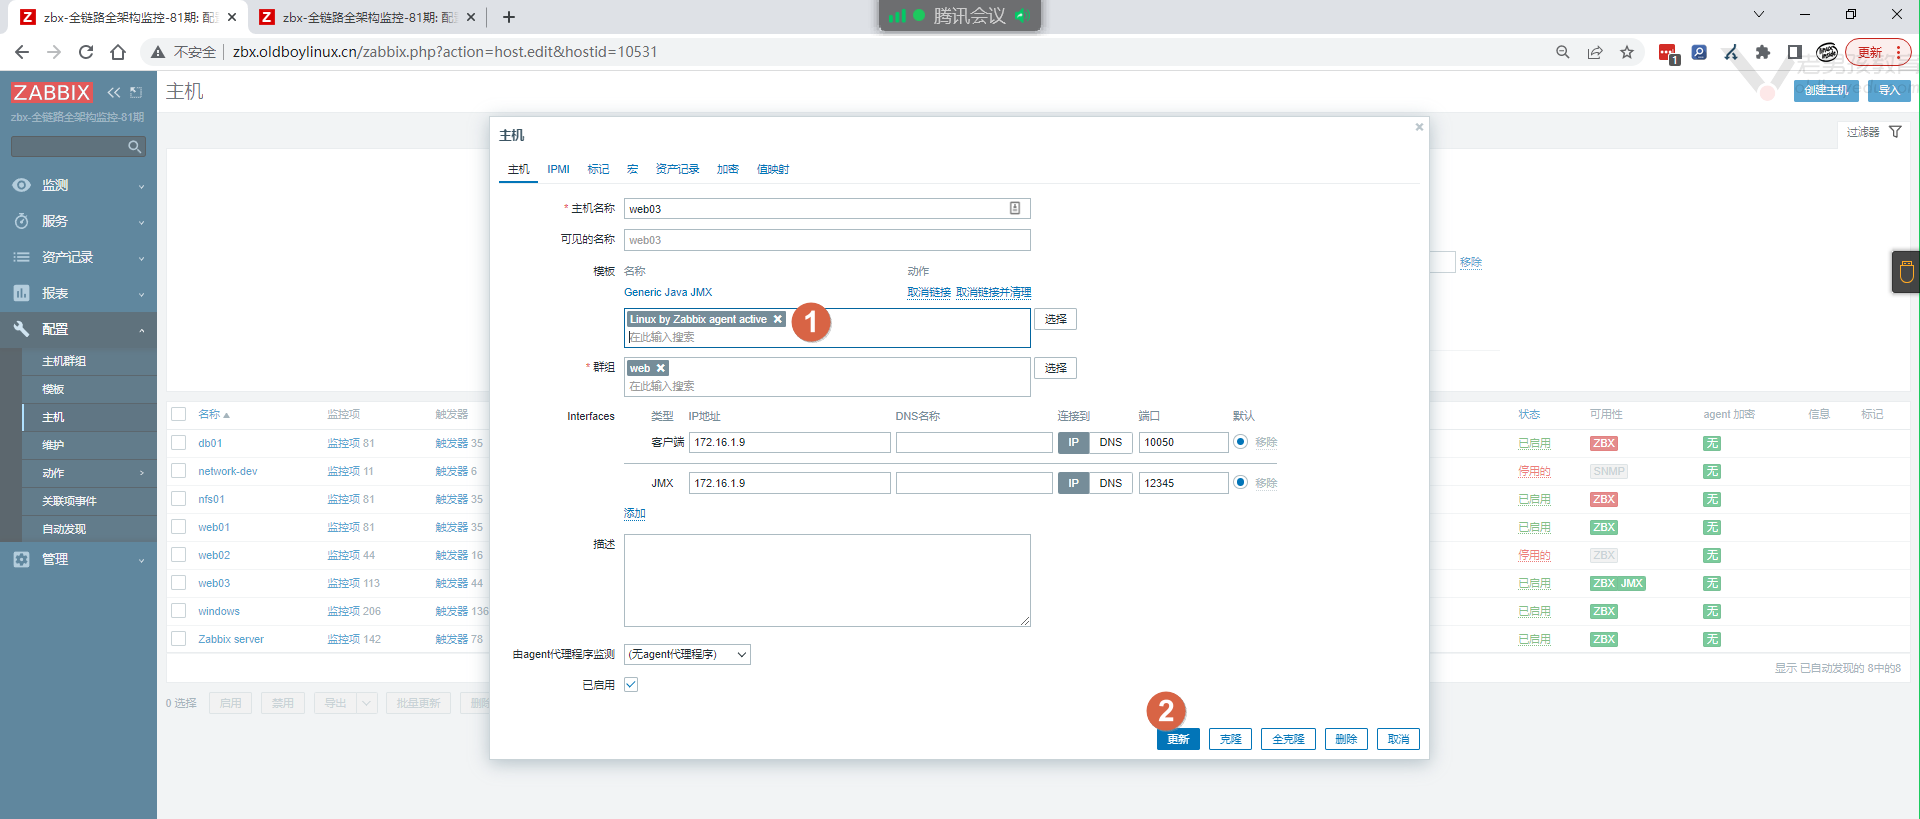 zbx-全链路全架构监控-81期: 配
zbx-全链路全架构监控-81期: 配
腾讯会议
不安全
zbx.oldboylinux.cn/zabbix.php?action=host.edit&hostid=10531
1
更新
ZABBIX
zbx-全链路全架构监控-81期
监测
服务
资产记录
报表
配置
主机群组
模板
主机
维护
动作
关联项事件
自动发现
管理
主机
老男孩教育
创建主机
导入
过滤器
移除
主机
主机
IPMI
标记
宏
资产记录
加密
值映射
* 主机名称
web03
可见的名称
web03
模板
名称
动作
Generic Java JMX
取消链接
取消链接并清理
Linux by Zabbix agent active
1
选择
在此输入搜索
* 群组
web
选择
在此输入搜索
Interfaces
类型
IP地址
DNS名称
连接到
端口
默认
客户端
172.16.1.9
IP
DNS
10050
移除
JMX
172.16.1.9
IP
DNS
12345
移除
添加
描述
由agent代理程序监测
(无agent代理程序)
已启用
2
更新
克隆
全克隆
删除
取消
名称
监控项
触发器
状态
可用性
agent 加密
信息
标记
db01
监控项 81
触发器 35
已启用
ZBX
无
network-dev
监控项 11
触发器 6
停用的
SNMP
无
nfs01
监控项 81
触发器 35
已启用
ZBX
无
web01
监控项 81
触发器 35
已启用
ZBX
无
web02
监控项 44
触发器 16
停用的
ZBX
无
web03
监控项 113
触发器 44
已启用
ZBX JMX
无
windows
监控项 206
触发器 136
已启用
ZBX
无
Zabbix server
监控项 142
触发器 78
已启用
ZBX
无
显示 已自动发现的 8中的8
0 选择
启用
禁用
导出
批量更新
删除